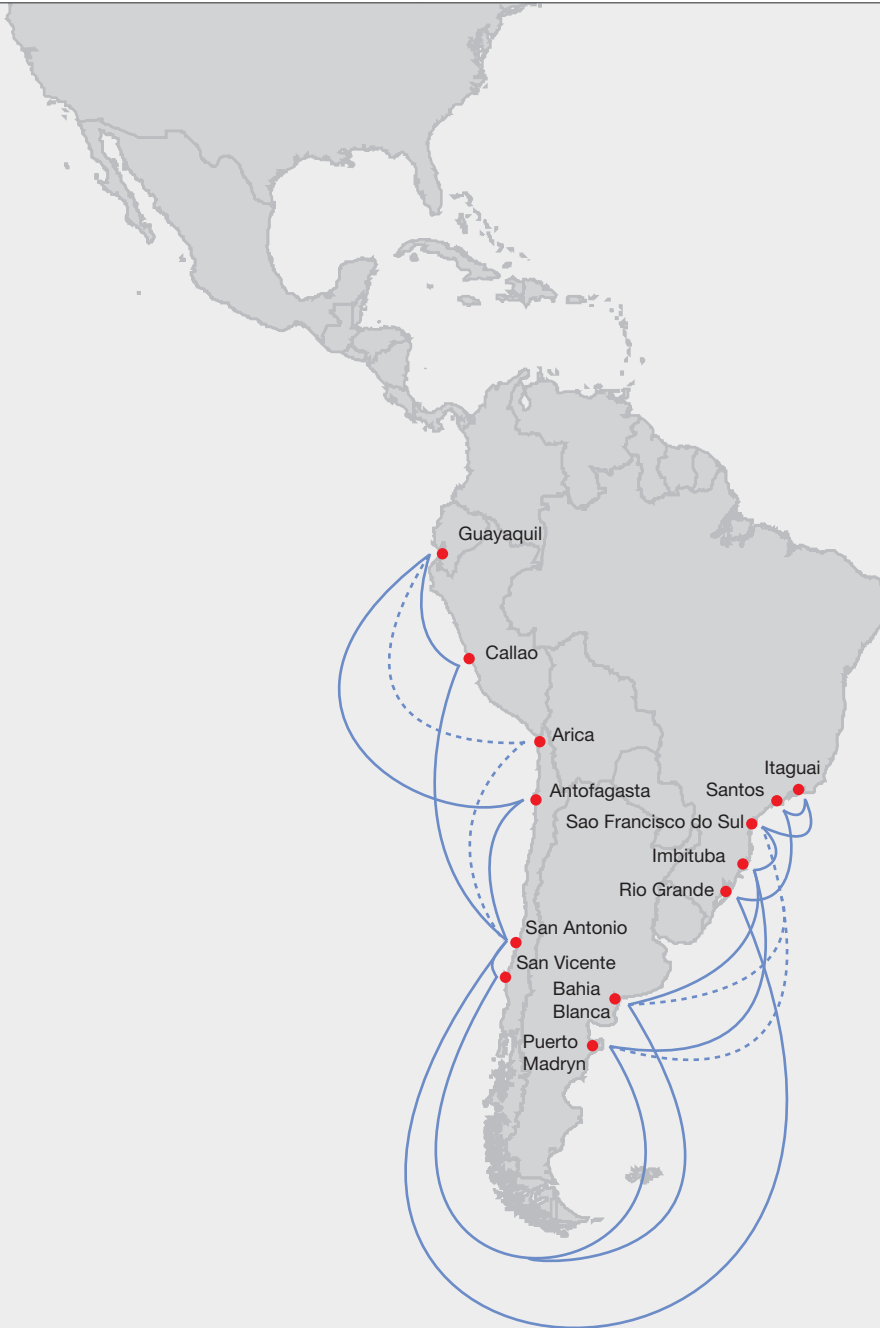 Guayaquil
Callao
Arica
Itaguai
Antofagasta
Santos
Sao Francisco do Sul
Imbituba
Rio Grande
San Antonio
San Vicente
Bahia
Blanca
Puerto
Madryn